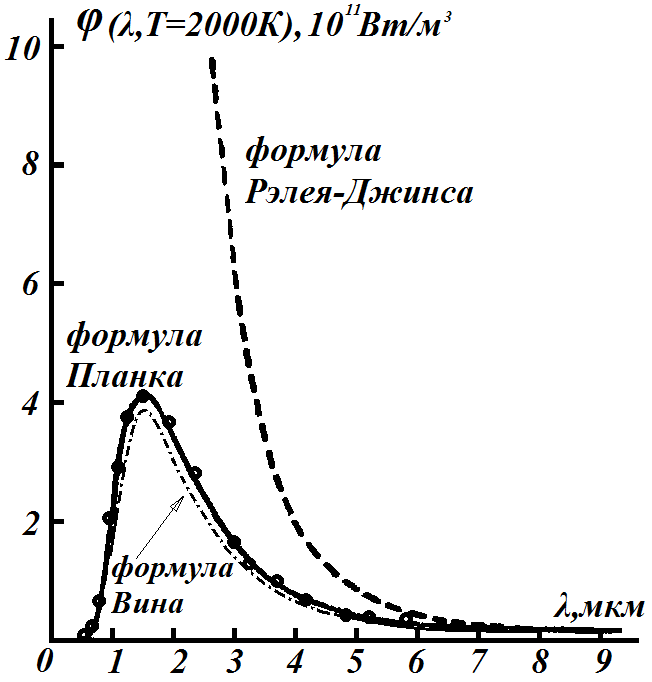 φ(λ,T=2000К), 10¹¹Вт/м³
10
формула
Рэлея-Джинса
8
6
формула
Планка
4
2
формула
Вина
λ,мкм
0 1 2 3 4 5 6 7 8 9